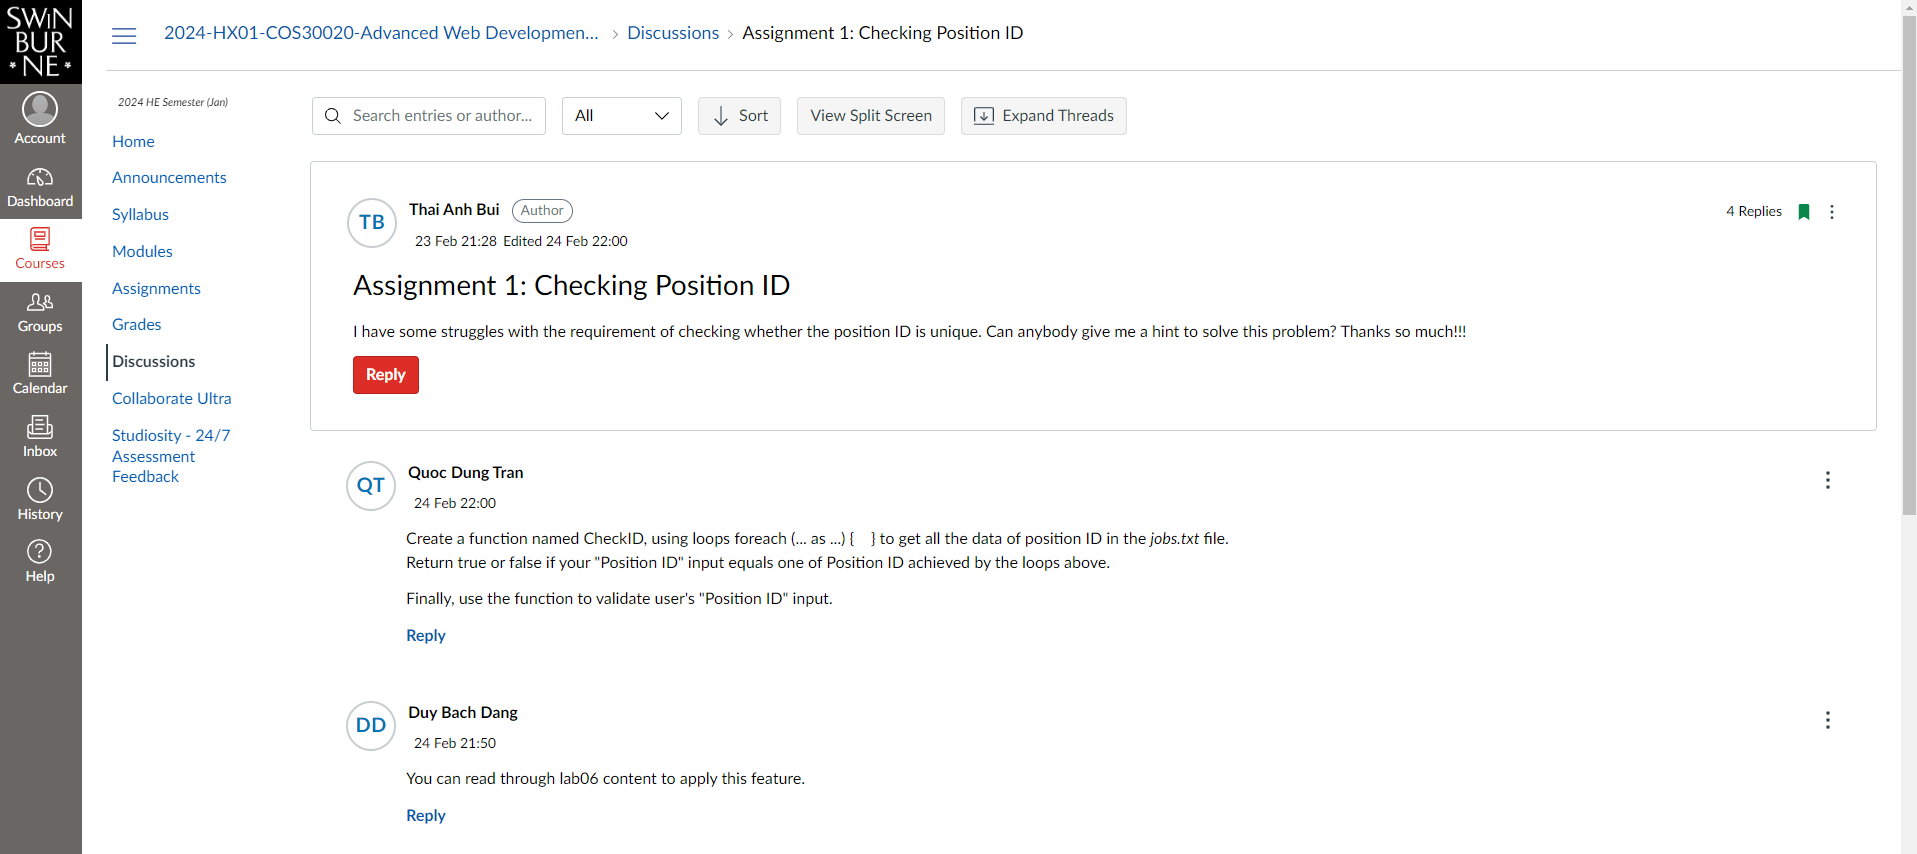 SWIN
BUR
* NE *
2024-HX01-COS30020-Advanced Web Developmen... > Discussions > Assignment 1: Checking Position ID
Account
Dashboard
Courses
Groups
Calendar
Inbox
History
Help
2024 HE Semester (Jan)
Home
Announcements
Syllabus
Modules
Assignments
Grades
Discussions
Collaborate Ultra
Studiosity - 24/7
Assessment
Feedback
Search entries or author... All Sort View Split Screen Expand Threads
TB Thai Anh Bui Author 4 Replies
23 Feb 21:28 Edited 24 Feb 22:00
Assignment 1: Checking Position ID
I have some struggles with the requirement of checking whether the position ID is unique. Can anybody give me a hint to solve this problem? Thanks so much!!!
Reply
QT Quoc Dung Tran
24 Feb 22:00
Create a function named CheckID, using loops foreach (... as ...) {    } to get all the data of position ID in the jobs.txt file.
Return true or false if your "Position ID" input equals one of Position ID achieved by the loops above.
Finally, use the function to validate user's "Position ID" input.
Reply
DD Duy Bach Dang
24 Feb 21:50
You can read through lab06 content to apply this feature.
Reply